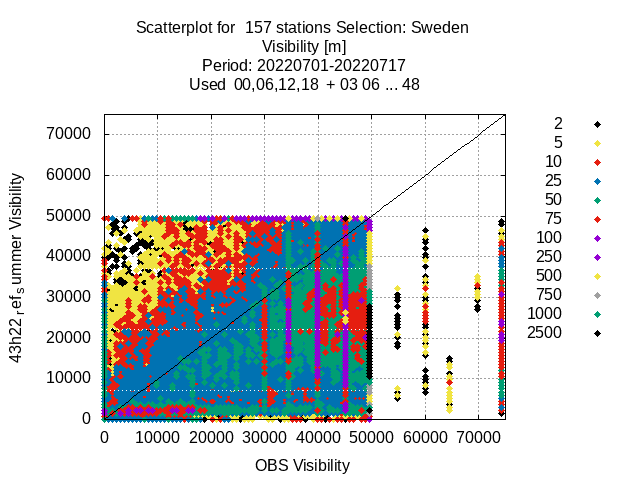 Scatterplot for 157 stations Selection: Sweden
Visibility [m]
Period: 20220701-20220717
Used 00,06,12,18 + 03 06 ... 48
43h22_ref_summer Visibility
70000
60000
50000
40000
30000
20000
10000
0
0 10000 20000 30000 40000 50000 60000 70000
OBS Visibility
2
5
10
25
50
75
100
250
500
750
1000
2500